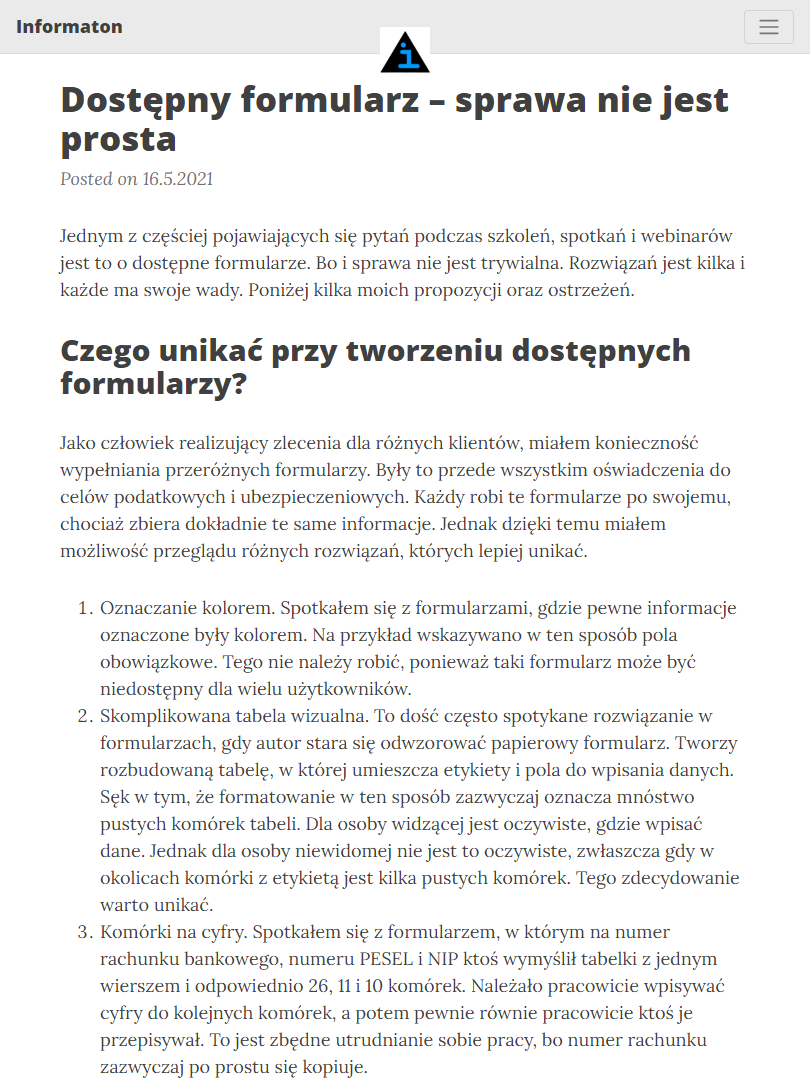 Informaton
i
Dostępny formularz – sprawa nie jest
prosta
Posted on 16.5.2021
Jednym z częściej pojawiających się pytań podczas szkoleń, spotkań i webinarów
jest to o dostępne formularze. Bo i sprawa nie jest trywialna. Rozwiązań jest kilka i
każde ma swoje wady. Poniżej kilka moich propozycji oraz ostrzeżeń.
Czego unikać przy tworzeniu dostępnych
formularzy?
Jako człowiek realizujący zlecenia dla różnych klientów, miałem konieczność
wypełniania przeróżnych formularzy. Były to przede wszystkim oświadczenia do
celów podatkowych i ubezpieczeniowych. Każdy robi te formularze po swojemu,
chociaż zbiera dokładnie te same informacje. Jednak dzięki temu miałem
możliwość przeglądu różnych rozwiązań, których lepiej unikać.
1. Oznaczanie kolorem. Spotkałem się z formularzami, gdzie pewne informacje
oznaczone były kolorem. Na przykład wskazywano w ten sposób pola
obowiązkowe. Tego nie należy robić, ponieważ taki formularz może być
niedostępny dla wielu użytkowników.
2. Skomplikowana tabela wizualna. To dość często spotykane rozwiązanie w
formularzach, gdy autor stara się odwzorować papierowy formularz. Tworzy
rozbudowaną tabelę, w której umieszcza etykiety i pola do wpisania danych.
Sęk w tym, że formatowanie w ten sposób zazwyczaj oznacza mnóstwo
pustych komórek tabeli. Dla osoby widzącej jest oczywiste, gdzie wpisać
dane. Jednak dla osoby niewidomej nie jest to oczywiste, zwłaszcza gdy w
okolicach komórki z etykietą jest kilka pustych komórek. Tego zdecydowanie
warto unikać.
3. Komórki na cyfry. Spotkałem się z formularzem, w którym na numer
rachunku bankowego, numeru PESEL i NIP ktoś wymyślił tabelki z jednym
wierszem i odpowiednio 26, 11 i 10 komórek. Należało pracowicie wpisywać
cyfry do kolejnych komórek, a potem pewnie równie pracowicie ktoś je
przepisywał. To jest zbędne utrudnianie sobie pracy, bo numer rachunku
zazwyczaj po prostu się kopiuje.